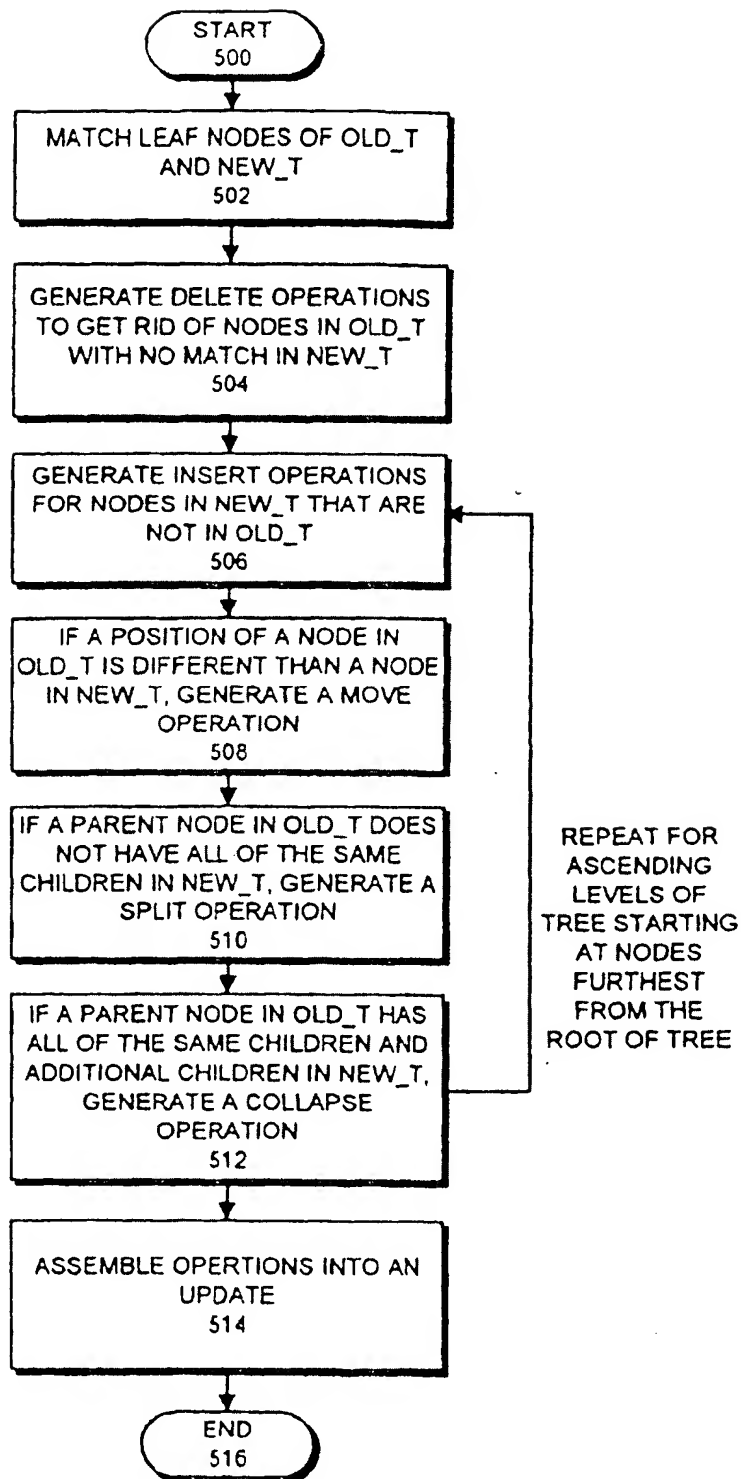 START
500
MATCH LEAF NODES OF OLD_T
AND NEW_T
502
GENERATE DELETE OPERATIONS
TO GET RID OF NODES IN OLD_T
WITH NO MATCH IN NEW_T
504
GENERATE INSERT OPERATIONS
FOR NODES IN NEW_T THAT ARE
NOT IN OLD_T
506
IF A POSITION OF A NODE IN
OLD_T IS DIFFERENT THAN A NODE
IN NEW_T, GENERATE A MOVE
OPERATION
508
IF A PARENT NODE IN OLD_T DOES
NOT HAVE ALL OF THE SAME
CHILDREN IN NEW_T, GENERATE A
SPLIT OPERATION
510
IF A PARENT NODE IN OLD_T HAS
ALL OF THE SAME CHILDREN AND
ADDITIONAL CHILDREN IN NEW_T,
GENERATE A COLLAPSE
OPERATION
512
REPEAT FOR
ASCENDING
LEVELS OF
TREE STARTING
AT NODES
FURTHEST
FROM THE
ROOT OF TREE
ASSEMBLE OPERTIONS INTO AN
UPDATE
514
END
516